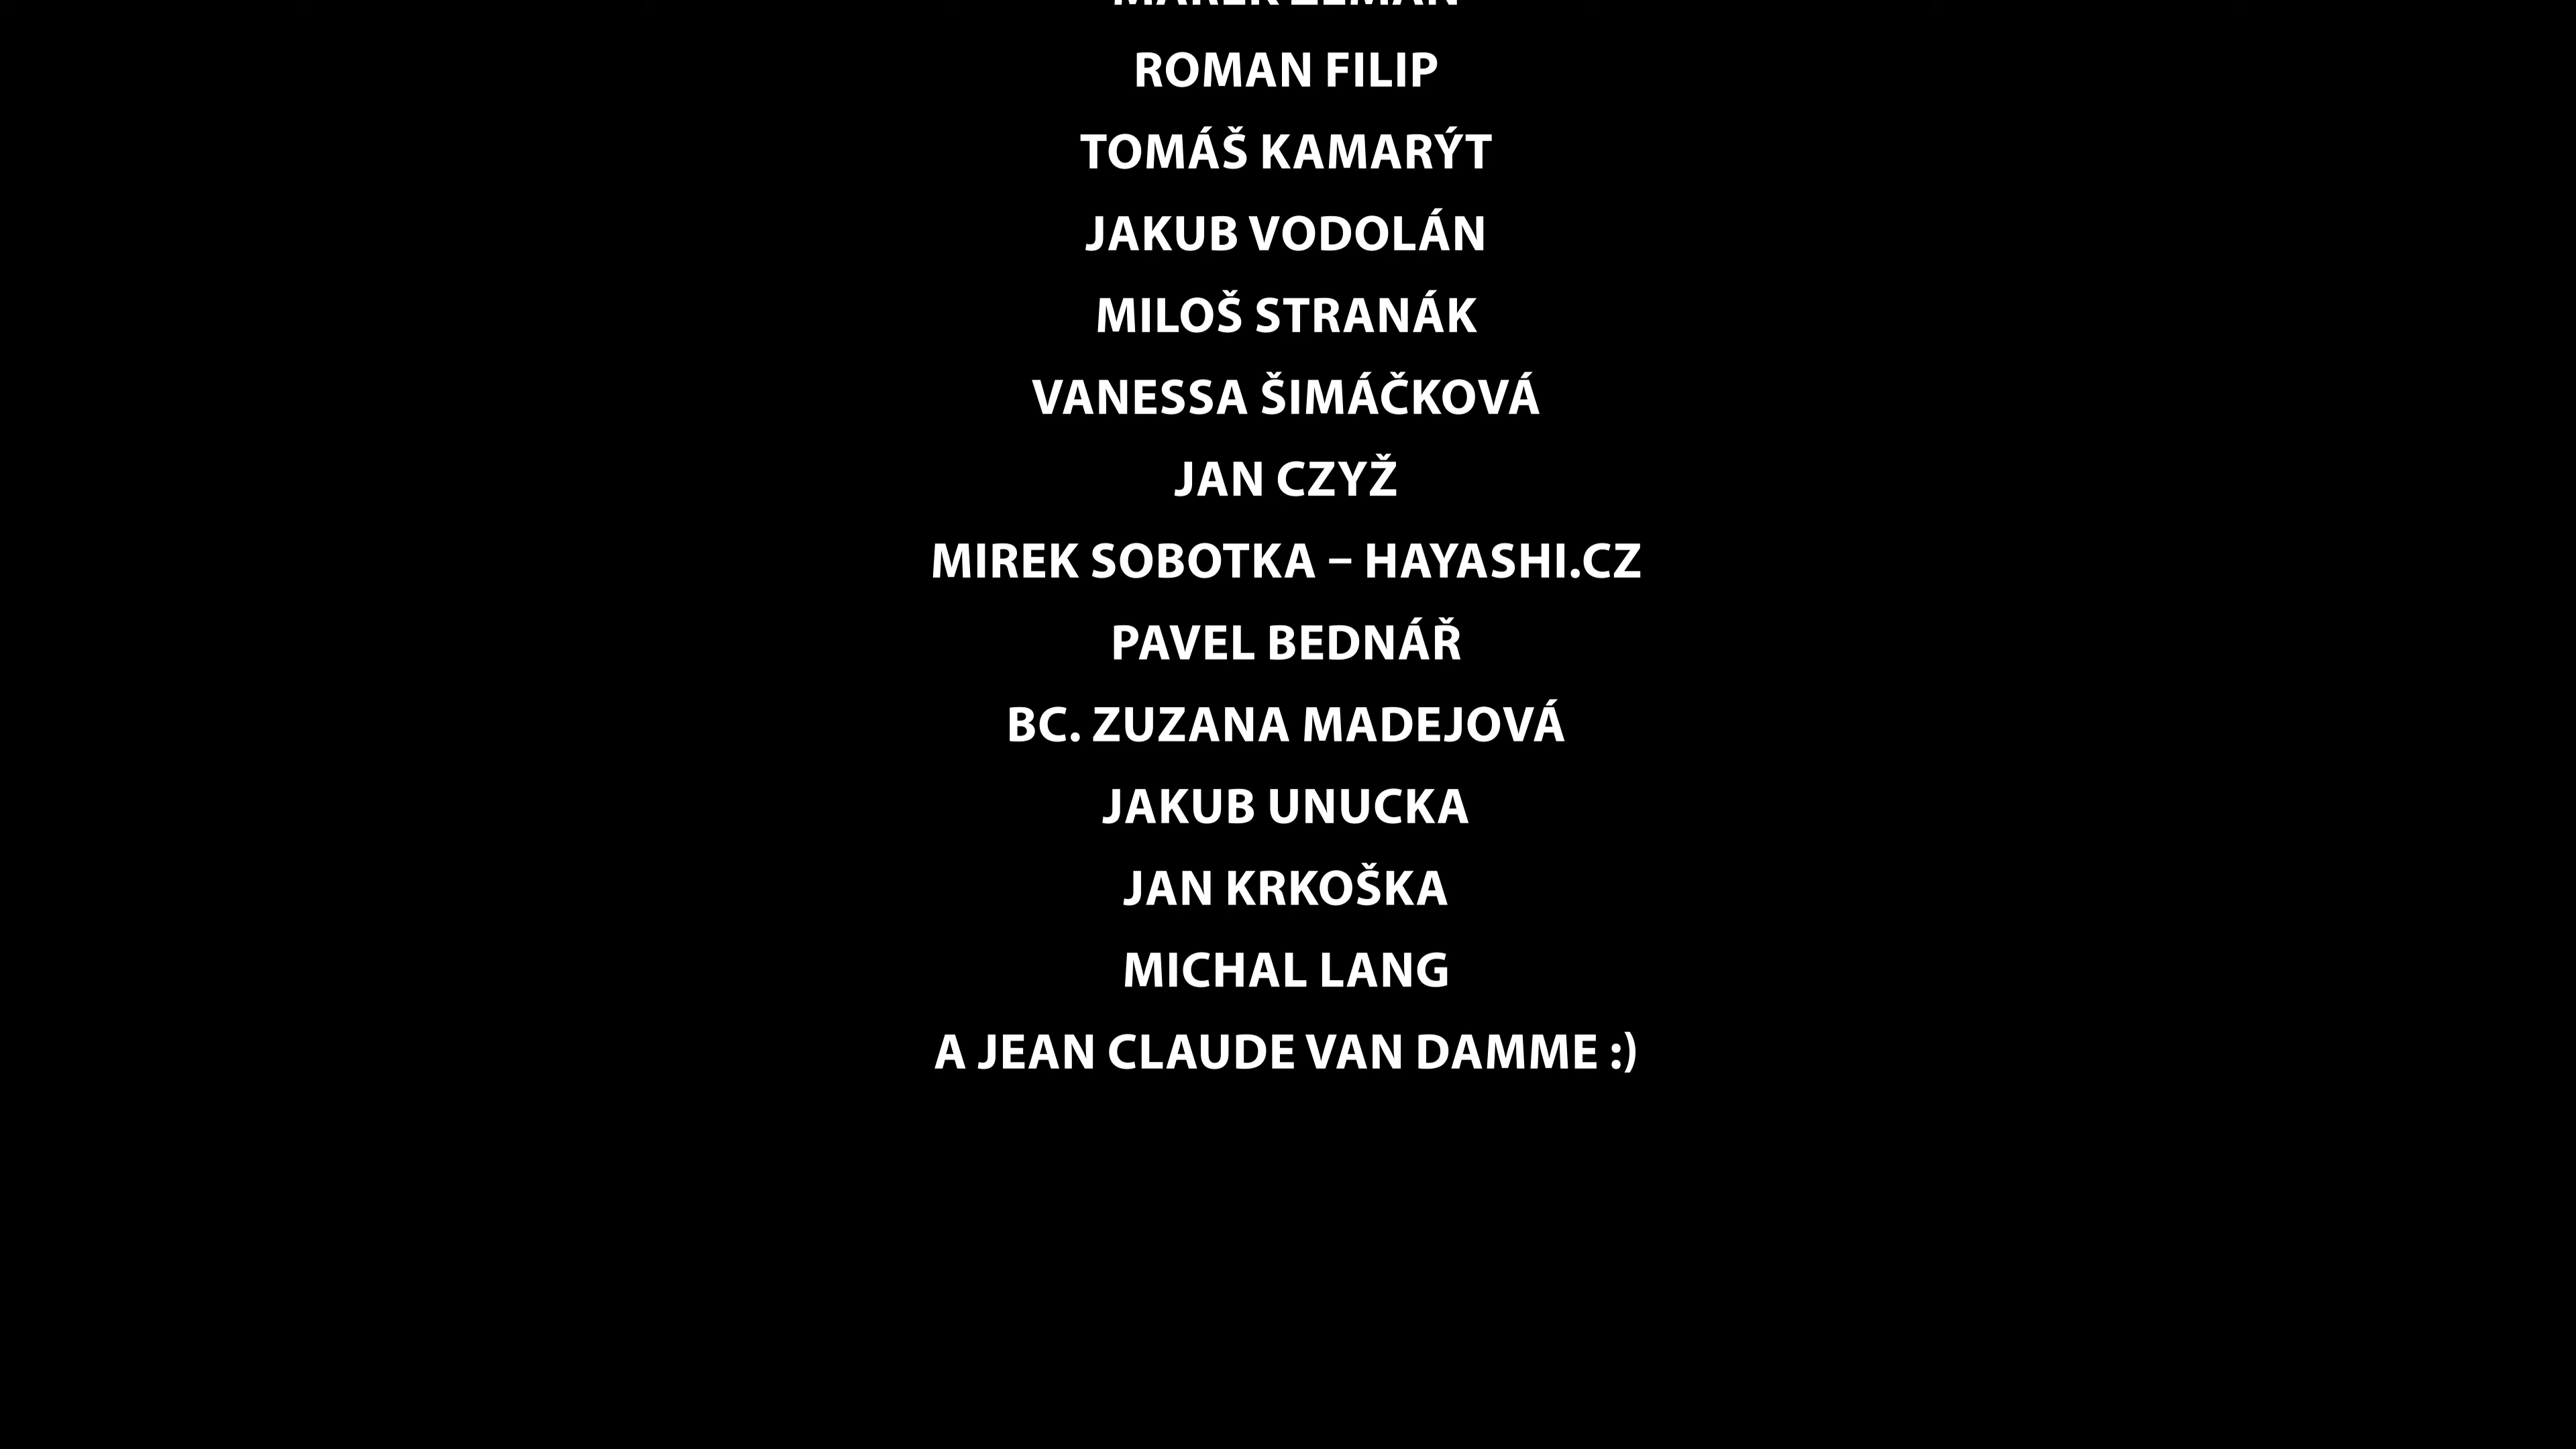 ROMAN FILIP
TOMÁŠ KAMARÝT
JAKUB VODOLÁN
MILOŠ STRANÁK
VANESSA ŠIMÁČKOVÁ
JAN CZYŽ
MIREK SOBOTKA – HAYASHI.CZ
PAVEL BEDNÁŘ
BC. ZUZANA MADEJOVÁ
JAKUB UNUCKA
JAN KRKOŠKA
MICHAL LANG
A JEAN CLAUDE VAN DAMME :)